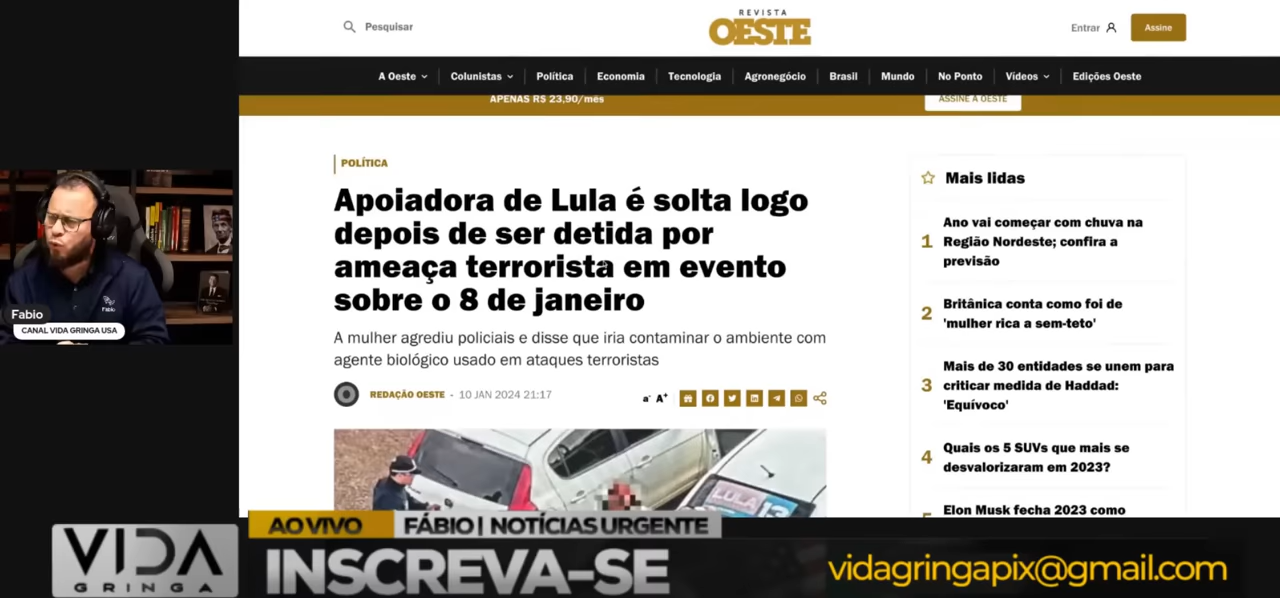 Pesquisar
REVISTA
OESTE
Entrar
Assine
A Oeste
Colunistas
Política
Economia
Tecnologia
Agronegócio
Brasil
Mundo
No Ponto
Vídeos
Edições Oeste
APENAS R$ 23,90/mês
ASSINE A OESTE
POLÍTICA
Apoiadora de Lula é solta logo
depois de ser detida por
ameaça terrorista em evento
sobre o 8 de janeiro
A mulher agrediu policiais e disse que iria contaminar o ambiente com
agente biológico usado em ataques terroristas
REDAÇÃO OESTE - 10 JAN 2024 21:17
a- A+
LULA 13
Mais lidas
1
Ano vai começar com chuva na
Região Nordeste; confira a
previsão
2
Britânica conta como foi de
'mulher rica a sem-teto'
3
Mais de 30 entidades se unem para
criticar medida de Haddad:
'Equívoco'
4
Quais os 5 SUVs que mais se
desvalorizaram em 2023?
Elon Musk fecha 2023 como
Fabio
CANAL VIDA GRINGA USA
VIDA
GRINGA
AO VIVO
FÁBIO | NOTÍCIAS URGENTE
INSCREVA-SE
vidagringapix@gmail.com